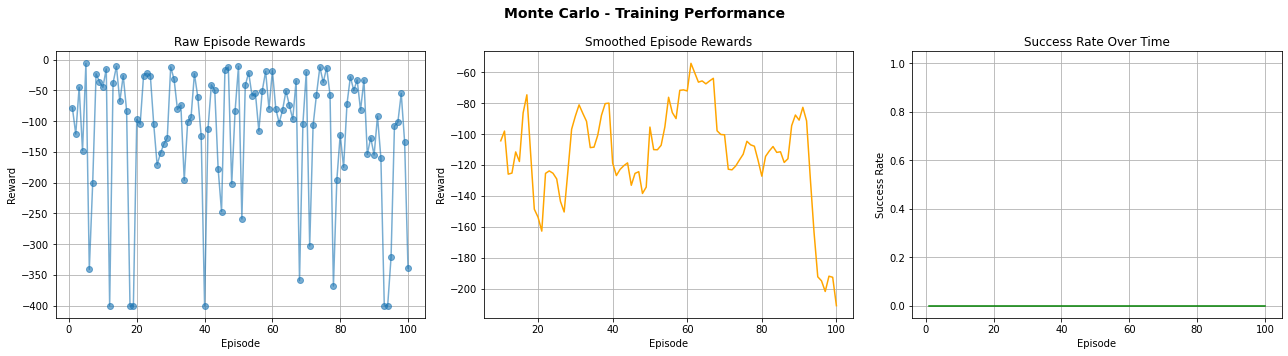 Monte Carlo - Training Performance
Raw Episode Rewards
0
−50
−100
−150
−200
−250
−300
−350
−400
Reward
0 20 40 60 80 100
Episode
Smoothed Episode Rewards
−60
−80
−100
−120
−140
−160
−180
−200
Reward
20 40 60 80 100
Episode
Success Rate Over Time
1.0
0.8
0.6
0.4
0.2
0.0
Success Rate
0 20 40 60 80 100
Episode